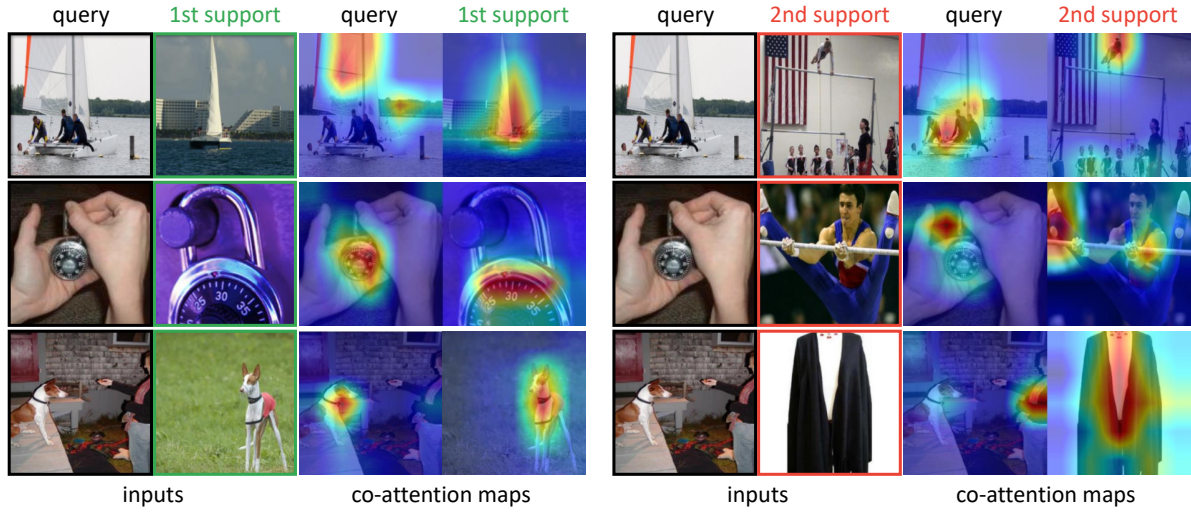 query 1st support query 1st support query 2nd support query 2nd support
25 30 35
inputs co-attention maps inputs co-attention maps